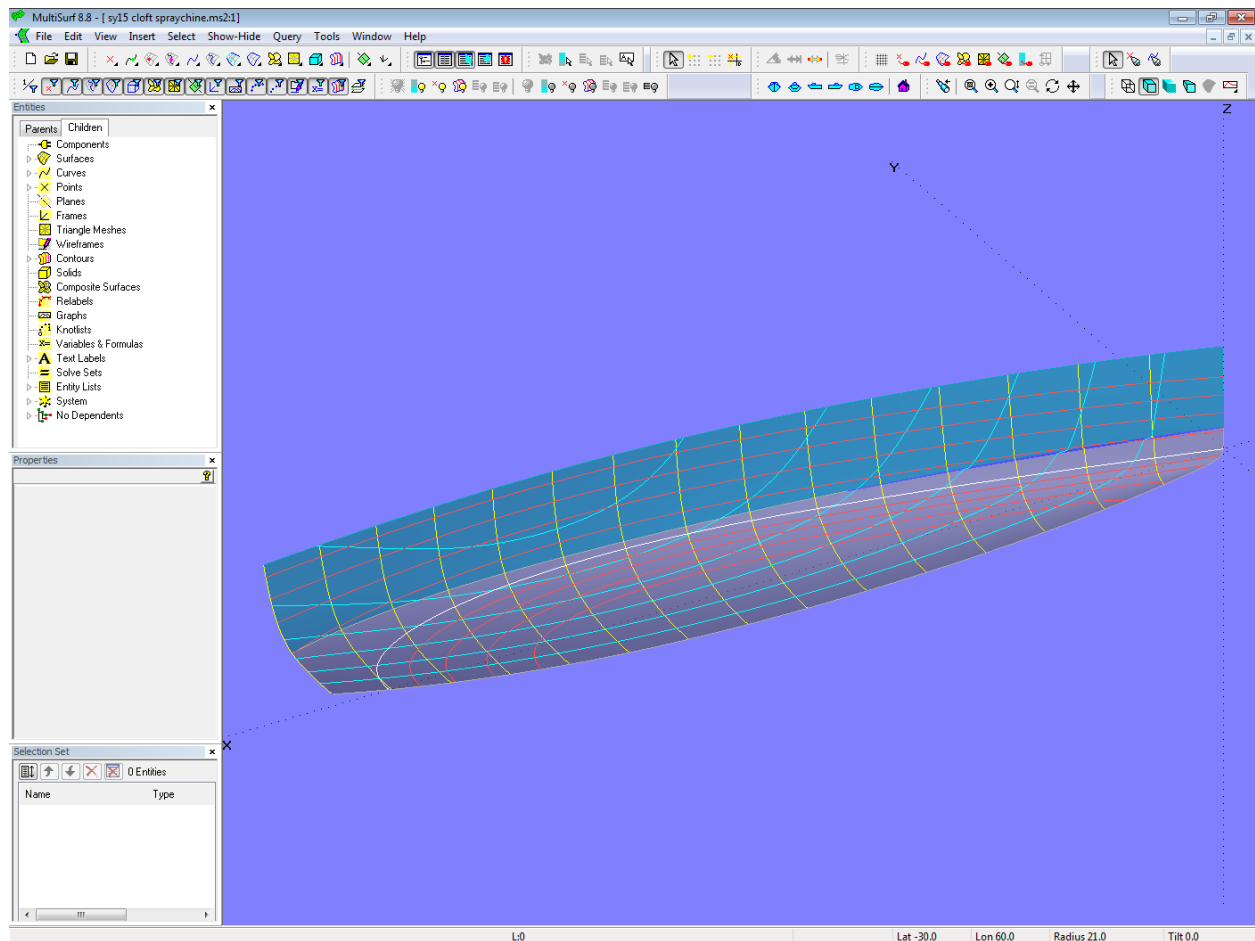 MultiSurf 8.8 - [ sy15 cloft spraychine.ms2:1]
File Edit View Insert Select Show-Hide Query Tools Window Help
Entities
Parents Children
Components
Surfaces
Curves
Points
Planes
Frames
Triangle Meshes
Wireframes
Contours
Solids
Composite Surfaces
Relabels
Graphs
Knotlists
Variables & Formulas
Text Labels
Solve Sets
Entity Lists
System
No Dependents
Properties
Selection Set
0 Entities
Name Type
Z
Y
X
L:0 Lat -30.0 Lon 60.0 Radius 21.0 Tilt 0.0